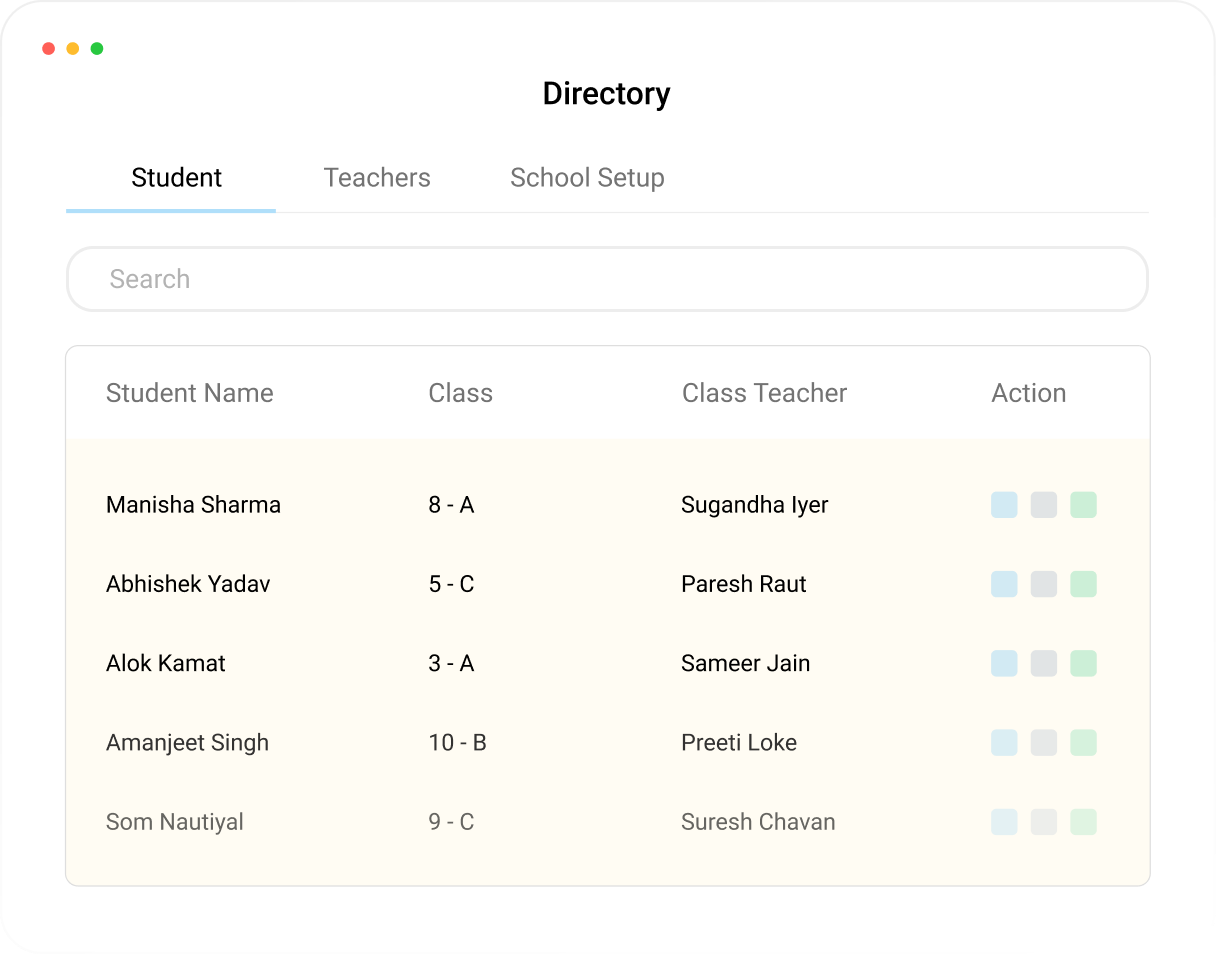 Directory
Student Teachers School Setup
Search
Student Name Class Class Teacher Action
Manisha Sharma 8 - A Sugandha Iyer
Abhishek Yadav 5 - C Paresh Raut
Alok Kamat 3 - A Sameer Jain
Amanjeet Singh 10 - B Preeti Loke
Som Nautiyal 9 - C Suresh Chavan